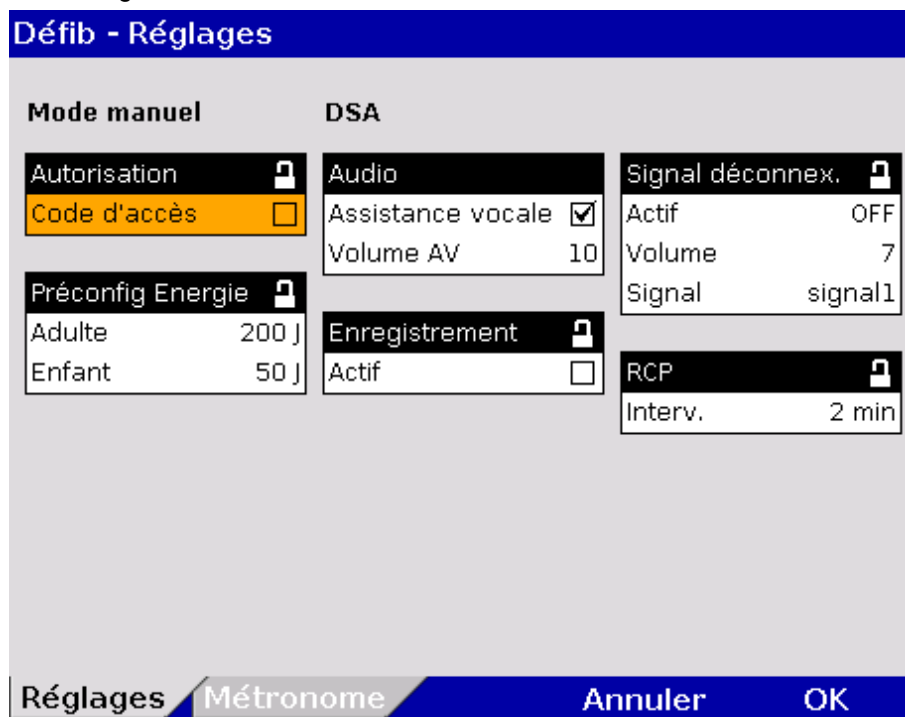 Défib - Réglages
Mode manuel
DSA
Autorisation
Code d'accès
Préconfig Energie
Adulte 200 J
Enfant 50 J
Audio
Assistance vocale
Volume AV 10
Enregistrement
Actif
Signal déconnex.
Actif OFF
Volume 7
Signal signal1
RCP
Interv. 2 min
Réglages Métronome Annuler OK